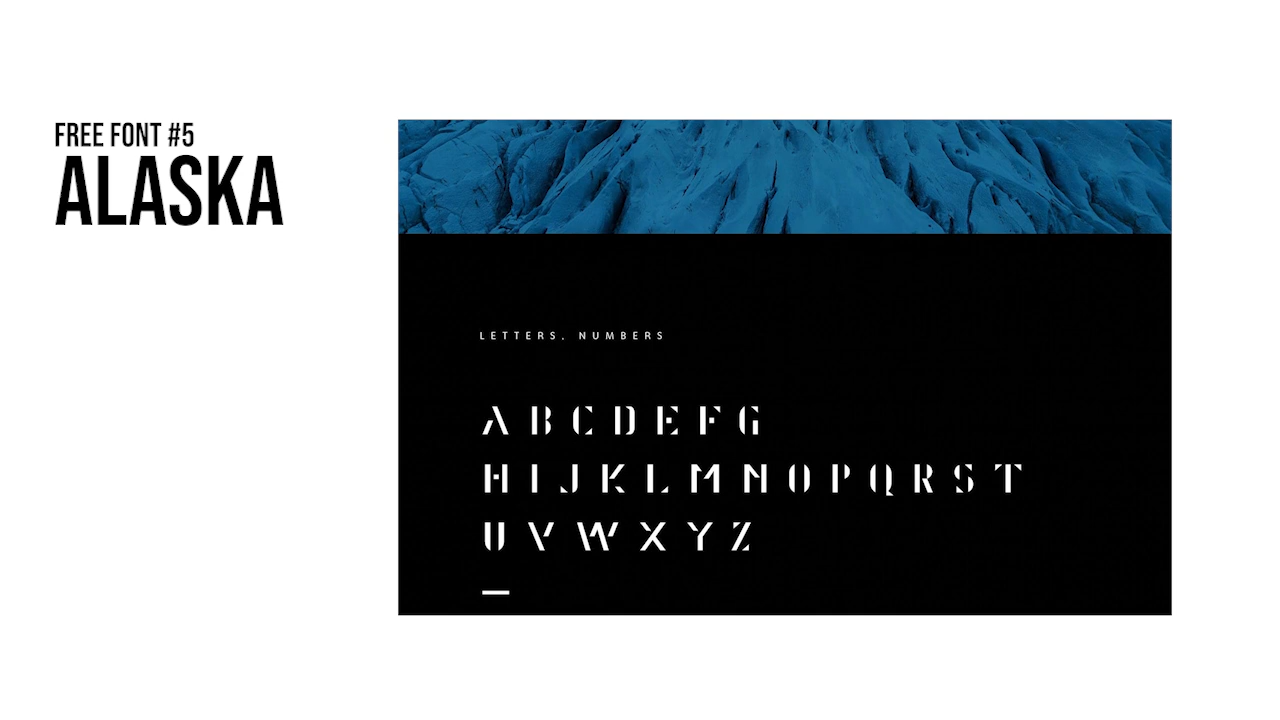 FREE FONT #5
ALASKA
LETTERS. NUMBERS
A B C D E F G
H I J K L M N O P Q R S T
U V W X Y Z